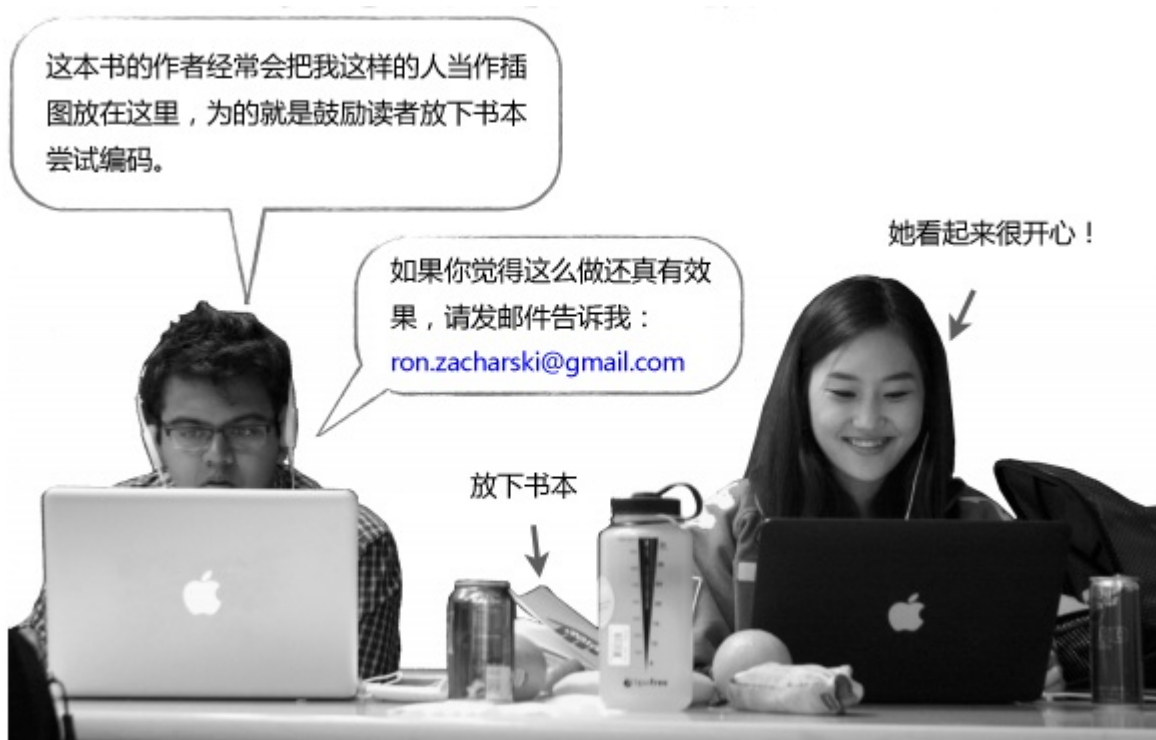 这本书的作者经常会把我这样的人当作插
图放在这里，为的就是鼓励读者放下书本
尝试编码。
她看起来很开心！
如果你觉得这么做还真有效
果，请发邮件告诉我：
ron.zacharski@gmail.com
放下书本